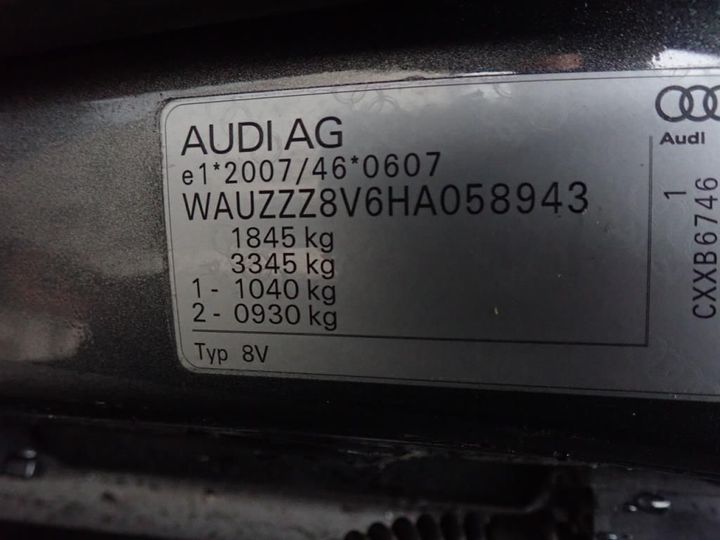 AUDI AG
e1*2007/46*0607
WAUZZZ8V6HA058943
1845 kg
3345 kg
1 - 1040 kg
2 - 0930 kg
Typ 8V
Audi
1
CXXB6746